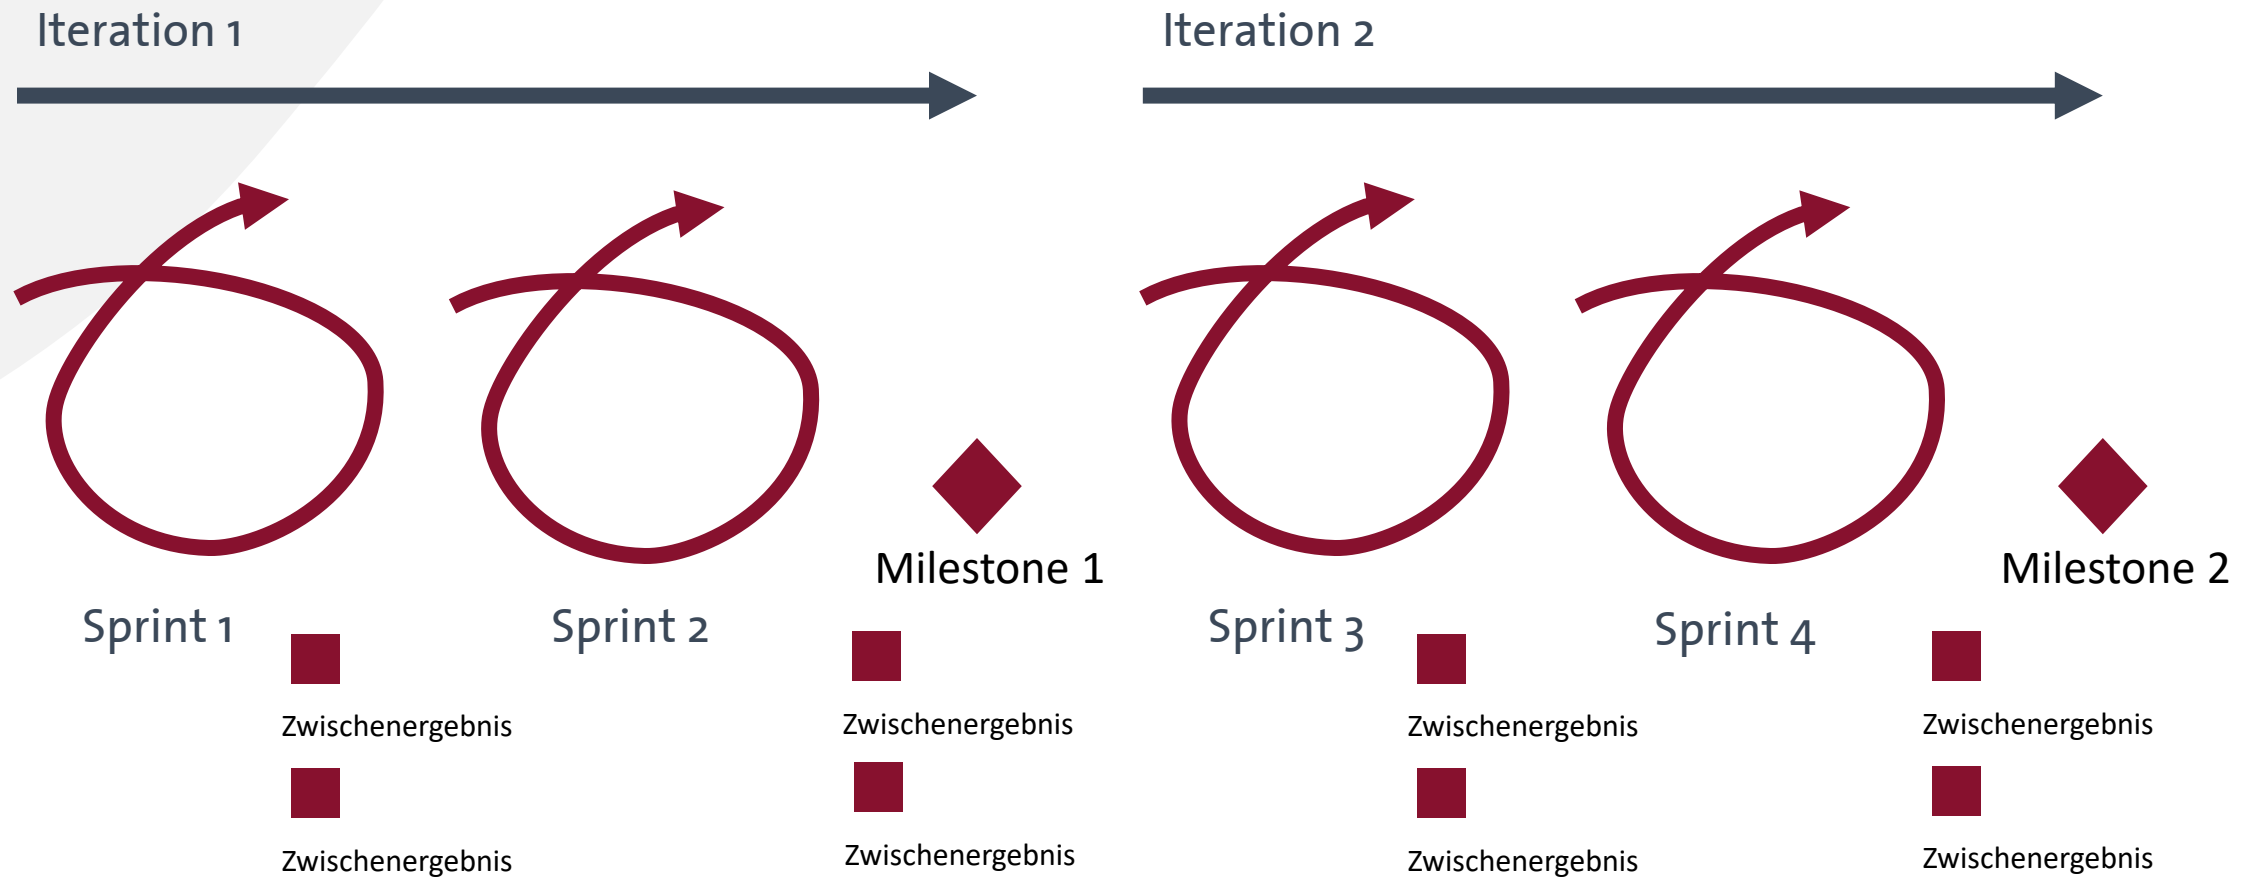 Iteration 1
Iteration 2
Milestone 1
Milestone 2
Sprint 1
Sprint 2
Sprint 3
Sprint 4
Zwischenergebnis
Zwischenergebnis
Zwischenergebnis
Zwischenergebnis
Zwischenergebnis
Zwischenergebnis
Zwischenergebnis
Zwischenergebnis